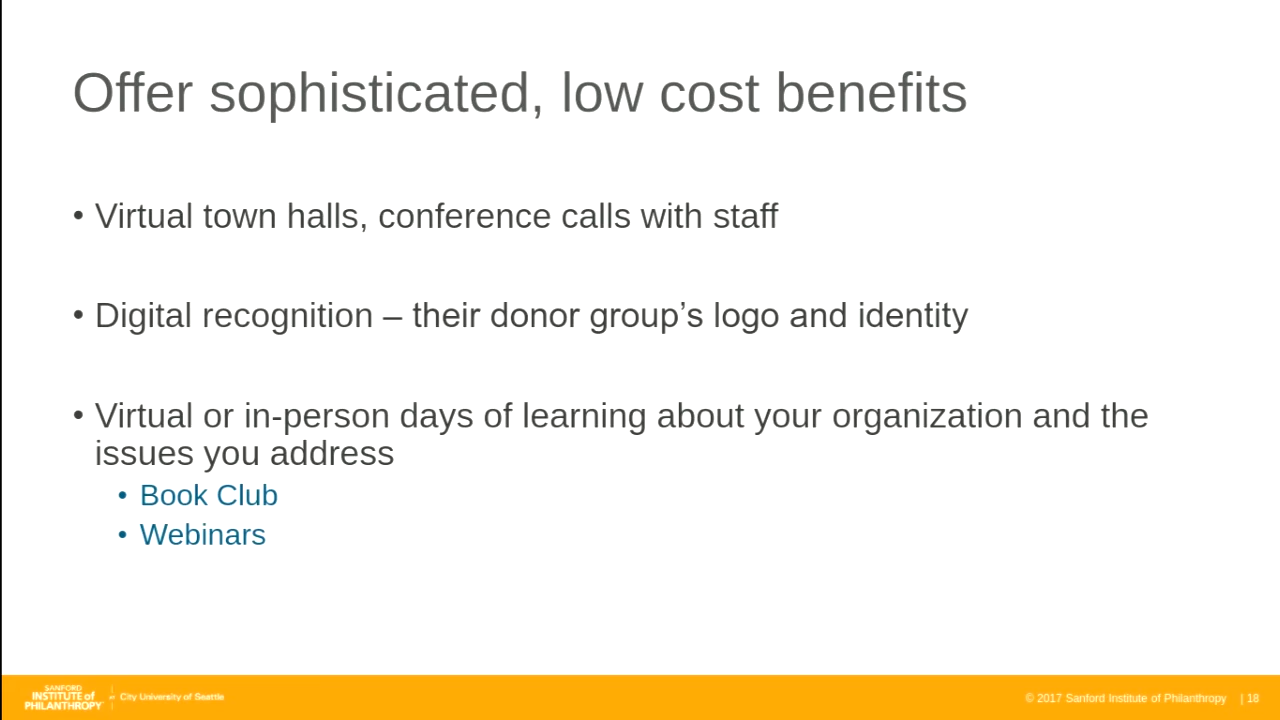 Offer sophisticated, low cost benefits
• Virtual town halls, conference calls with staff
• Digital recognition – their donor group’s logo and identity
• Virtual or in-person days of learning about your organization and the
issues you address
• Book Club
• Webinars
SANFORD
INSTITUTE of
PHILANTHROPY
at
City University of Seattle
© 2017 Sanford Institute of Philanthropy | 18